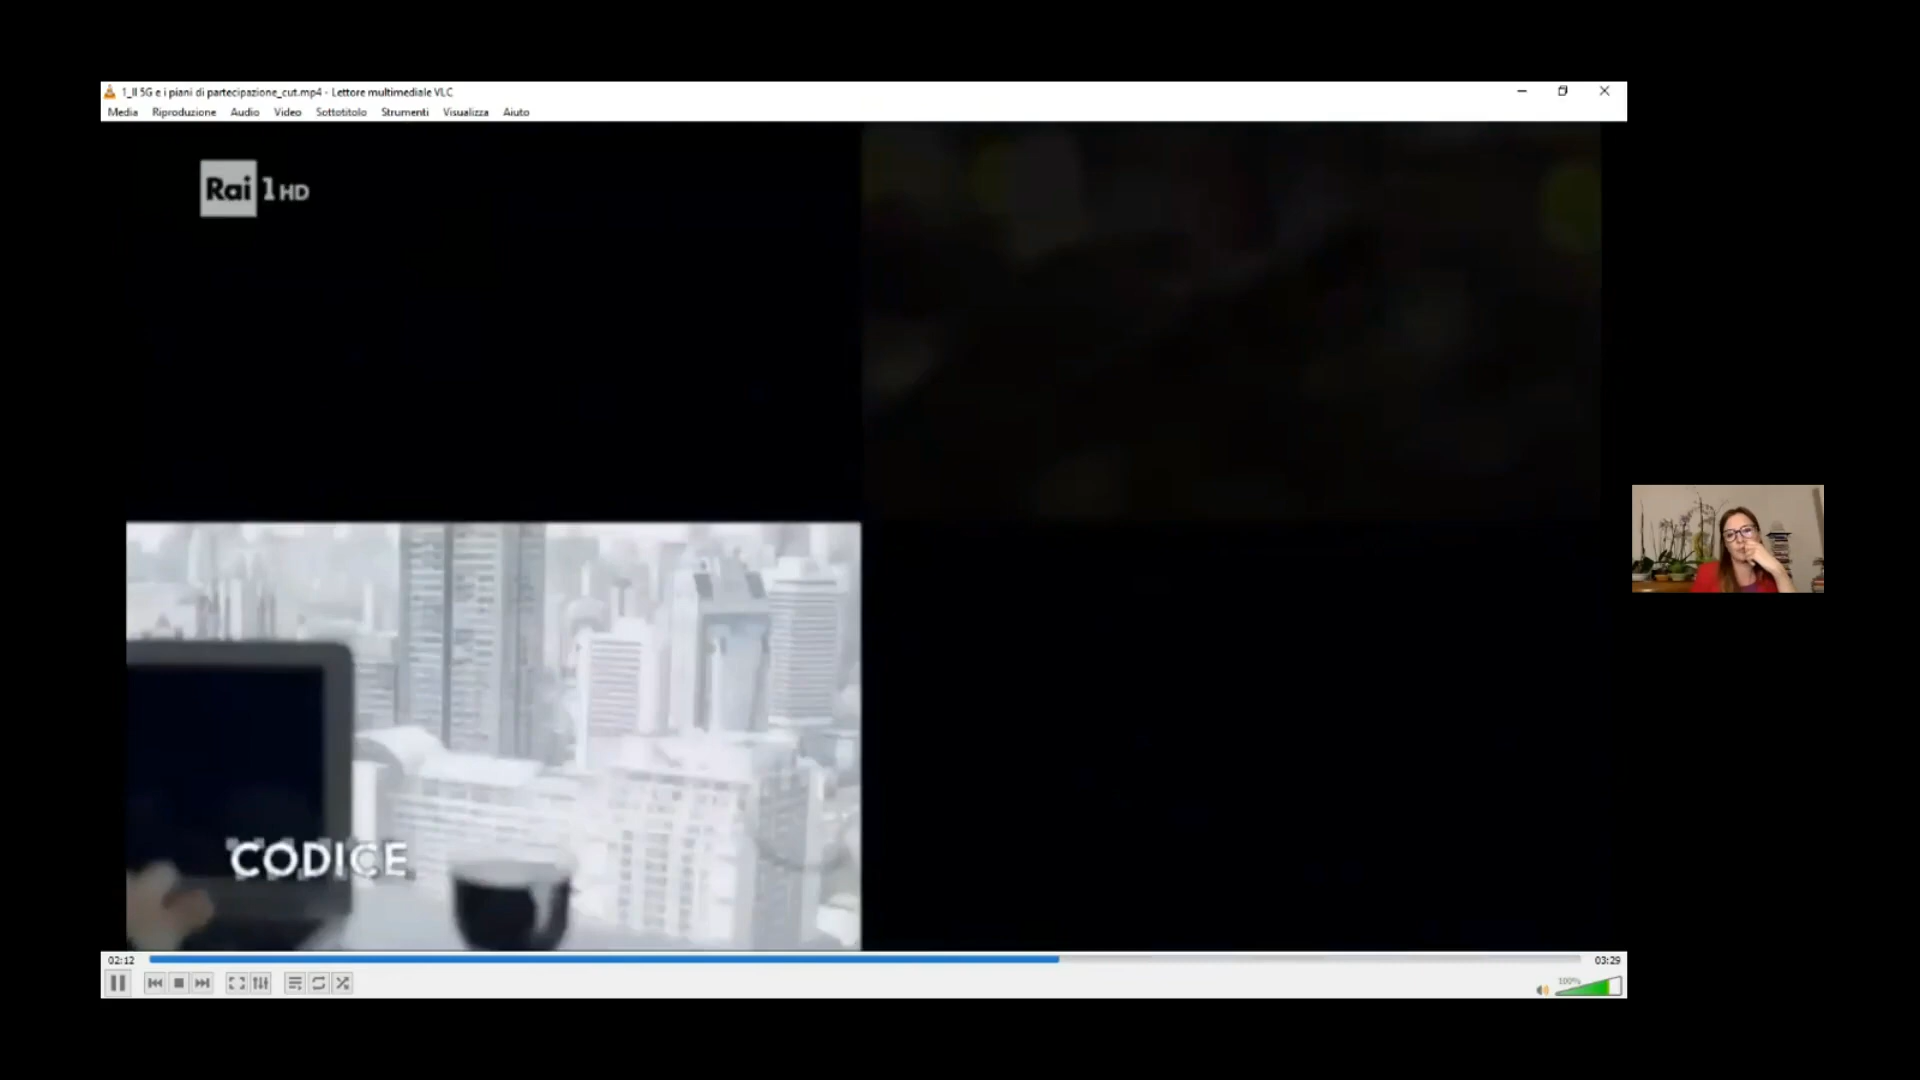 1_Il 5G e i piani di partecipazione_cut.mp4 - Lettore multimediale VLC
Media Riproduzione Audio Video Sottotitolo Strumenti Visualizza Aiuto
Rai 1 HD
CODICE
02:12
03:29
100%